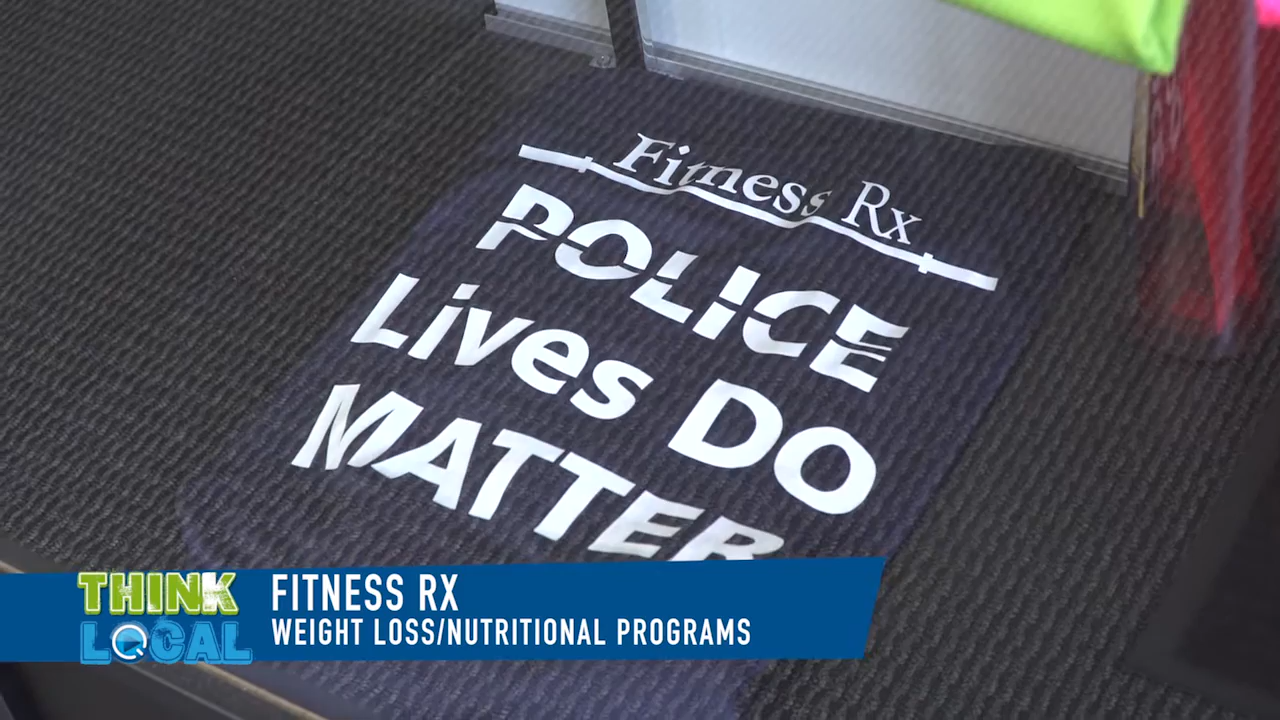 Fitness Rx
POLICE
Lives DO
MATTER
THINK
LOCAL
FITNESS RX
WEIGHT LOSS/NUTRITIONAL PROGRAMS